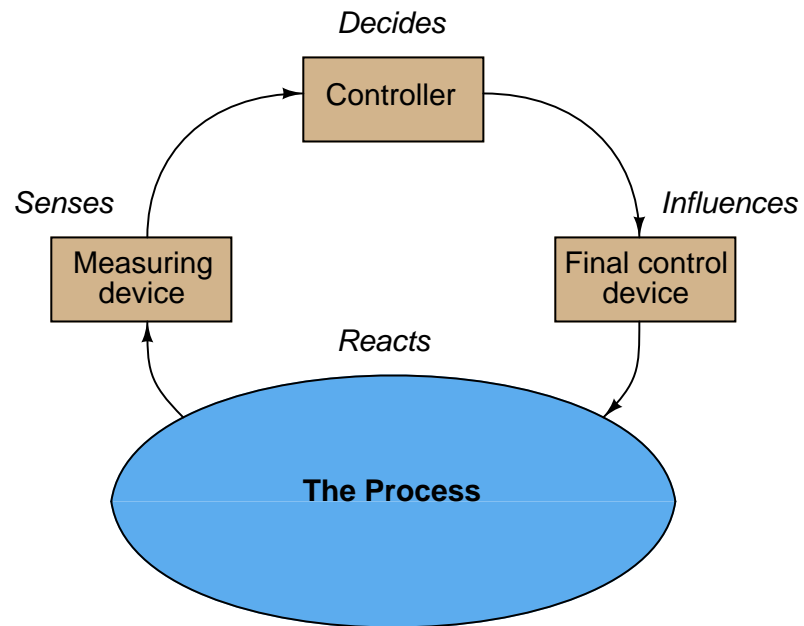 Decides
Controller
Senses
Influences
Measuring
device
Final control
device
Reacts
The Process